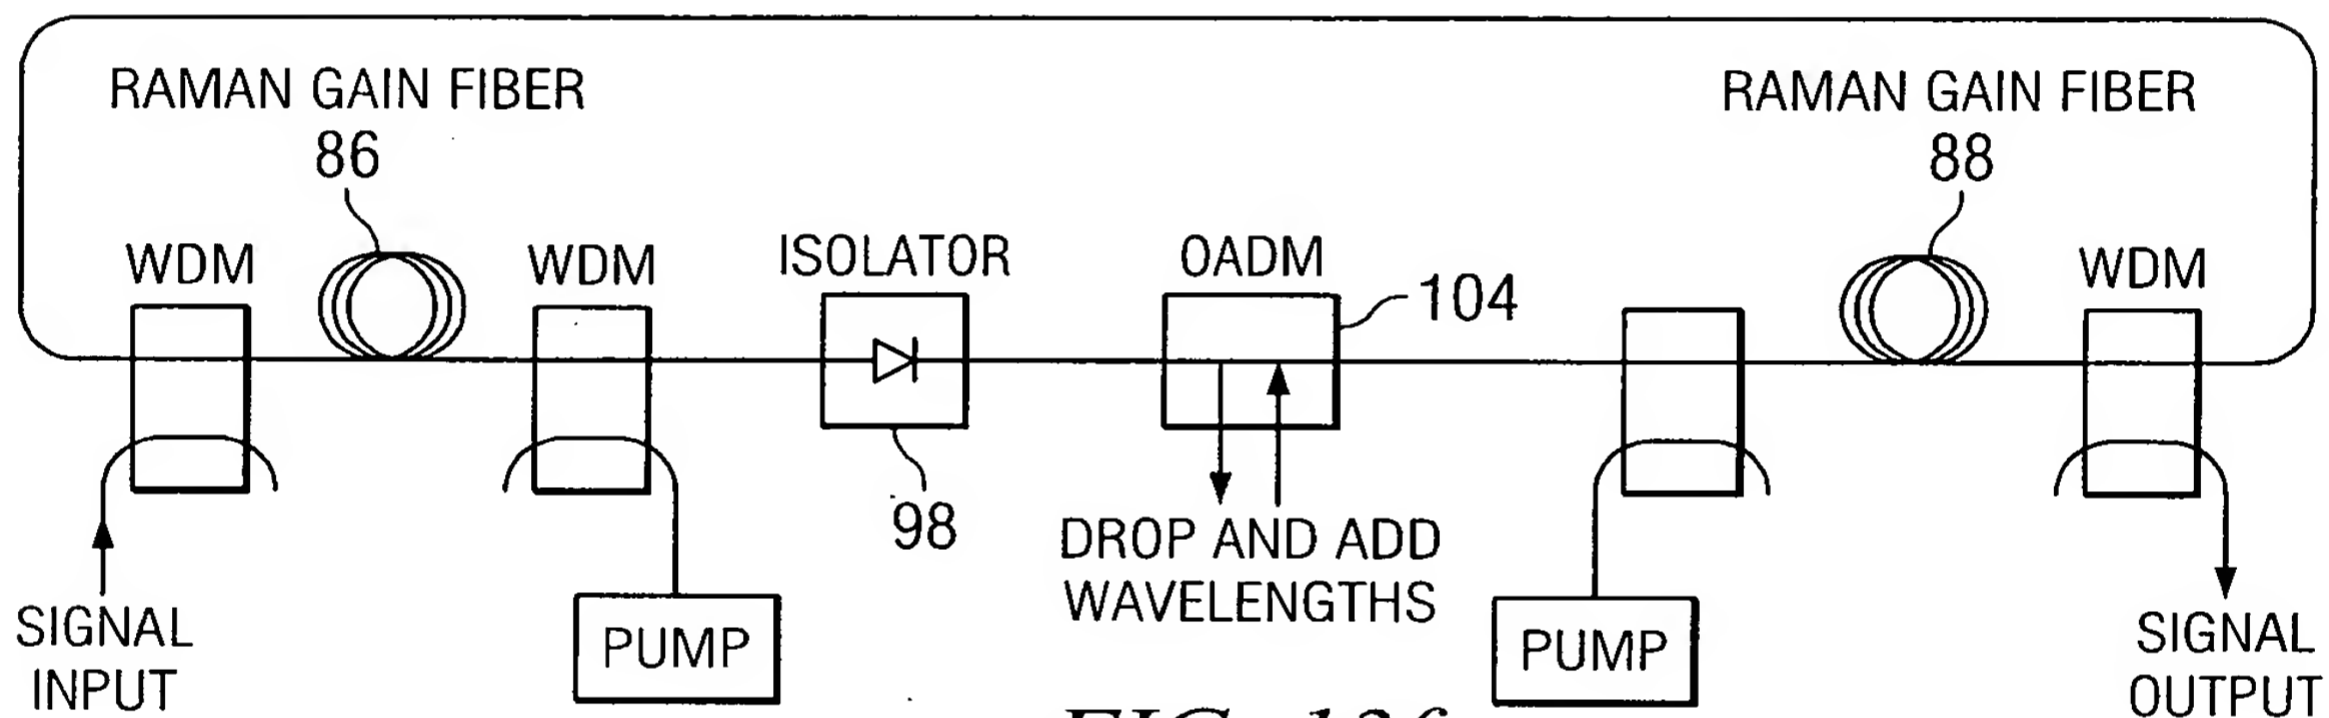 RAMAN GAIN FIBER
86
RAMAN GAIN FIBER
88
WDM
WDM
ISOLATOR
OADM
104
WDM
98
DROP AND ADD
WAVELENGTHS
SIGNAL
INPUT
PUMP
PUMP
SIGNAL
OUTPUT